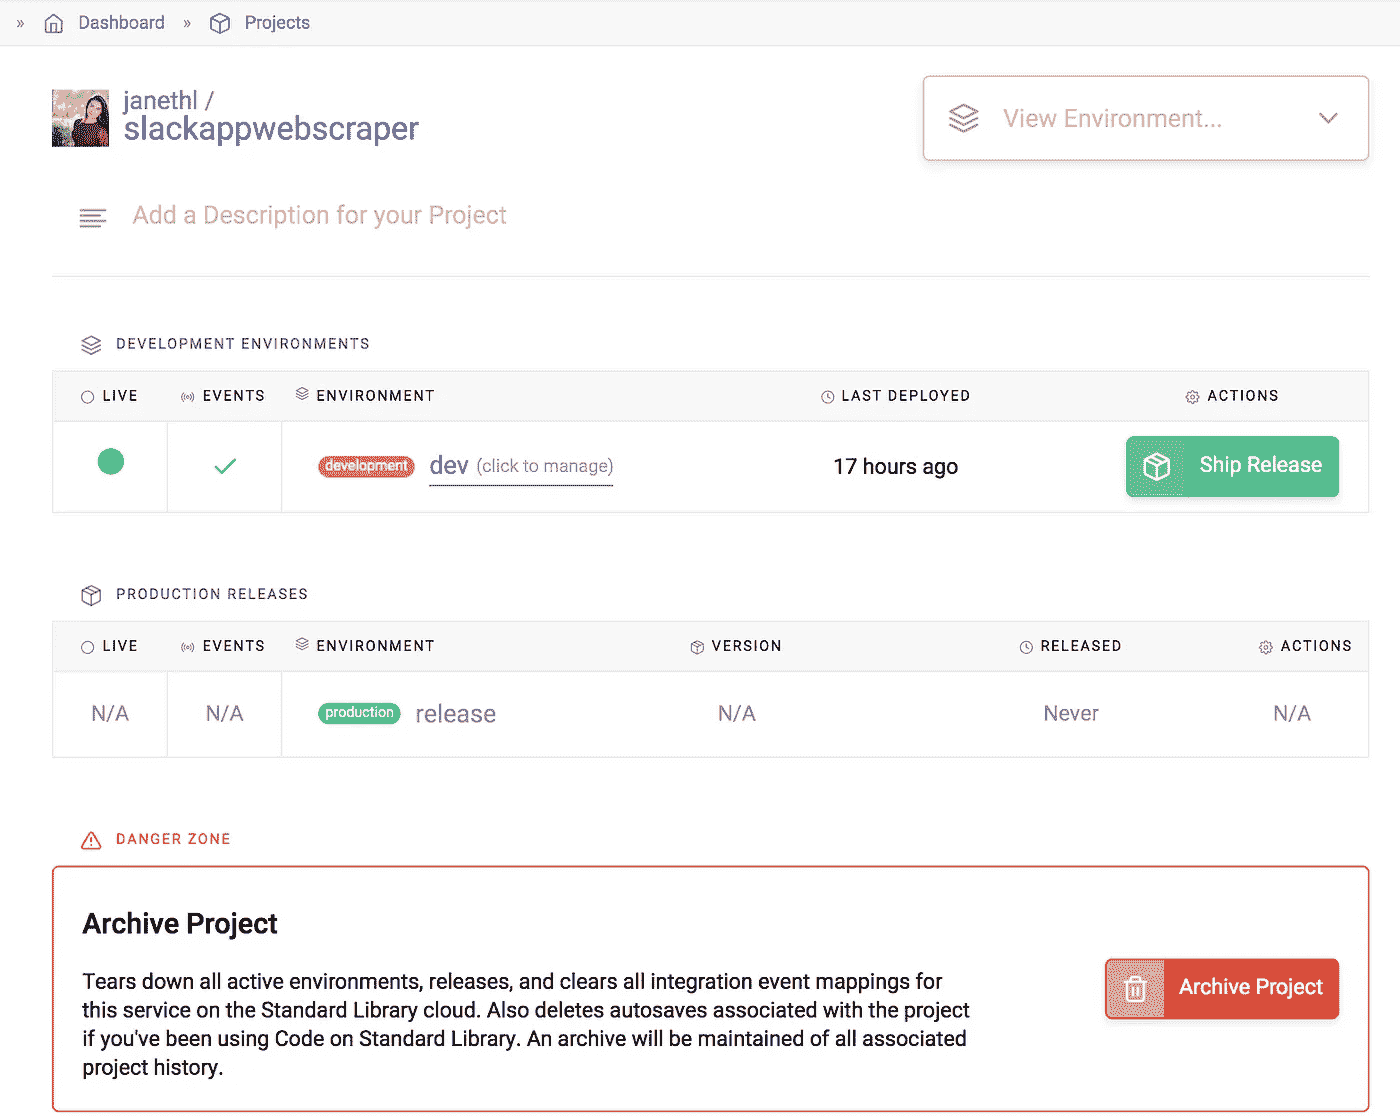 » Dashboard » Projects
janethl /
slackappwebscraper
View Environment...
Add a Description for your Project
DEVELOPMENT ENVIRONMENTS
LIVE EVENTS ENVIRONMENT LAST DEPLOYED ACTIONS
development dev (click to manage) 17 hours ago Ship Release
PRODUCTION RELEASES
LIVE EVENTS ENVIRONMENT VERSION RELEASED ACTIONS
N/A N/A production release N/A Never N/A
DANGER ZONE
Archive Project
Tears down all active environments, releases, and clears all integration event mappings for
this service on the Standard Library cloud. Also deletes autosaves associated with the project
if you've been using Code on Standard Library. An archive will be maintained of all associated
project history.
Archive Project